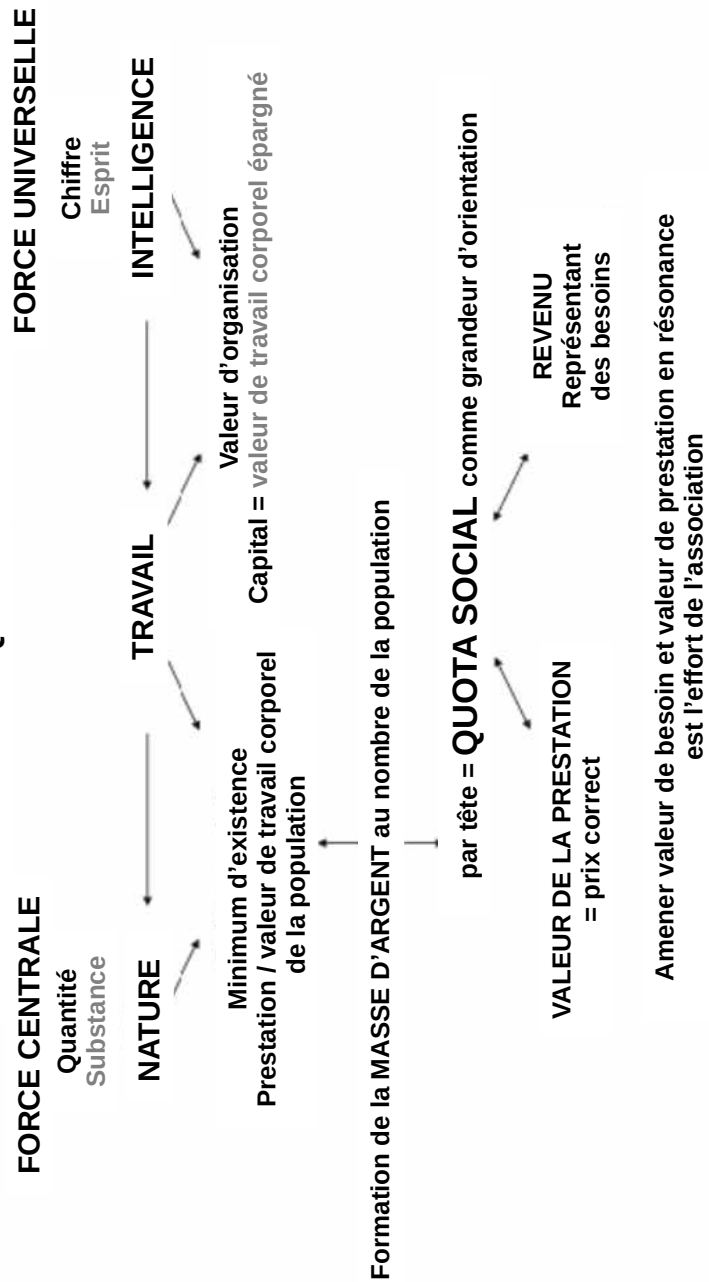 FORCE CENTRALE
FORCE UNIVERSELLE
Quantité
Substance
Chiffre
Esprit
NATURE
TRAVAIL
INTELLIGENCE
Minimum d'existence
Prestation / valeur de travail corporel
de la population
Valeur d'organisation
Capital = valeur de travail corporel épargné
Formation de la MASSE D'ARGENT au nombre de la population
par tête = QUOTA SOCIAL comme grandeur d'orientation
VALEUR DE LA PRESTATION
= prix correct
REVENU
Représentant
des besoins
Amener valeur de besoin et valeur de prestation en résonance
est l'effort de l'association